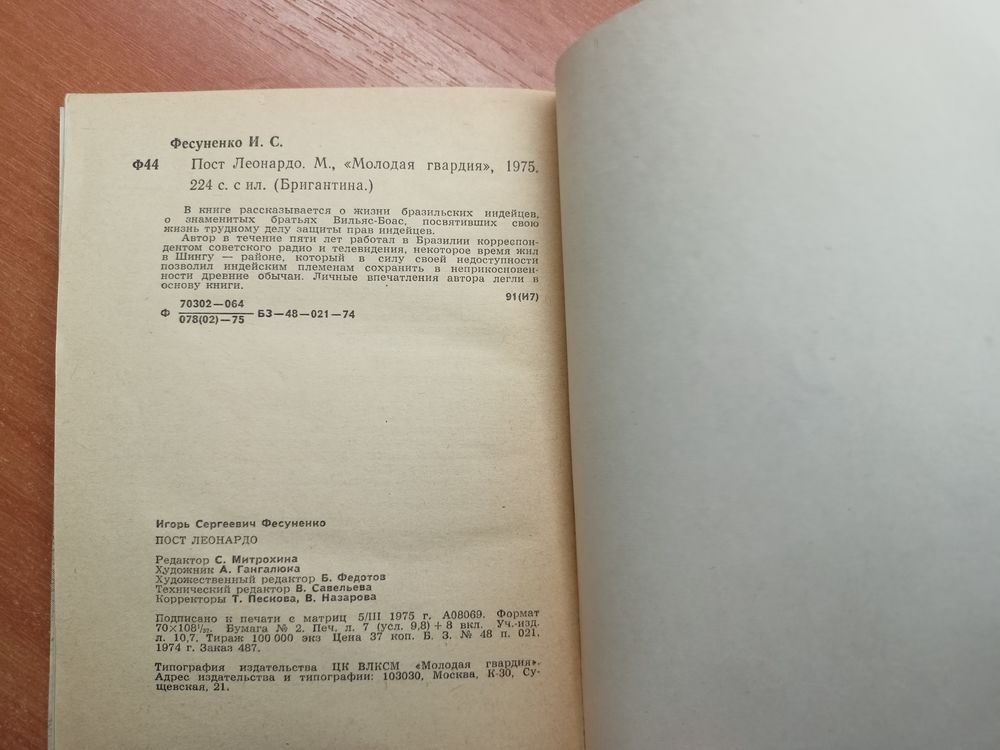 Фесуненко И. С.
Ф44 Пост Леонардо. М., «Молодая гвардия», 1975.
224 с. с ил. (Бригантина.)
В книге рассказывается о жизни бразильских индейцев,
о знаменитых братьях Вильяс-Боас, посвятивших свою
жизнь трудному делу защиты прав индейцев.
Автор в течение пяти лет работал в Бразилии корреспон-
дентом советского радио и телевидения, некоторое время жил
в Шингу — районе, который в силу своей недоступности
позволил индейским племенам сохранить в неприкосновен-
ности древние обычаи. Личные впечатления автора легли в
основу книги.
91(И7)
70302—064
Ф 078(02)—75 БЗ—48—021—74
Игорь Сергеевич Фесуненко
ПОСТ ЛЕОНАРДО
Редактор С. Митрохина
Художник А. Гангалюка
Художественный редактор Б. Федотов
Технический редактор В. Савельева
Корректоры Т. Пескова, В. Назарова
Подписано к печати с матриц 5/III 1975 г. А08069. Формат
70×108¹/₃₂. Бумага № 2. Печ. л. 7 (усл. 9,8) + 8 вкл. Уч.-изд.
л. 10,7. Тираж 100 000 экз Цена 37 коп. Б. З. № 48 п. 021.
1974 г. Заказ 487.
Типография издательства ЦК ВЛКСМ «Молодая гвардия».
Адрес издательства и типографии: 103030, Москва, К-30, Су-
щевская, 21.